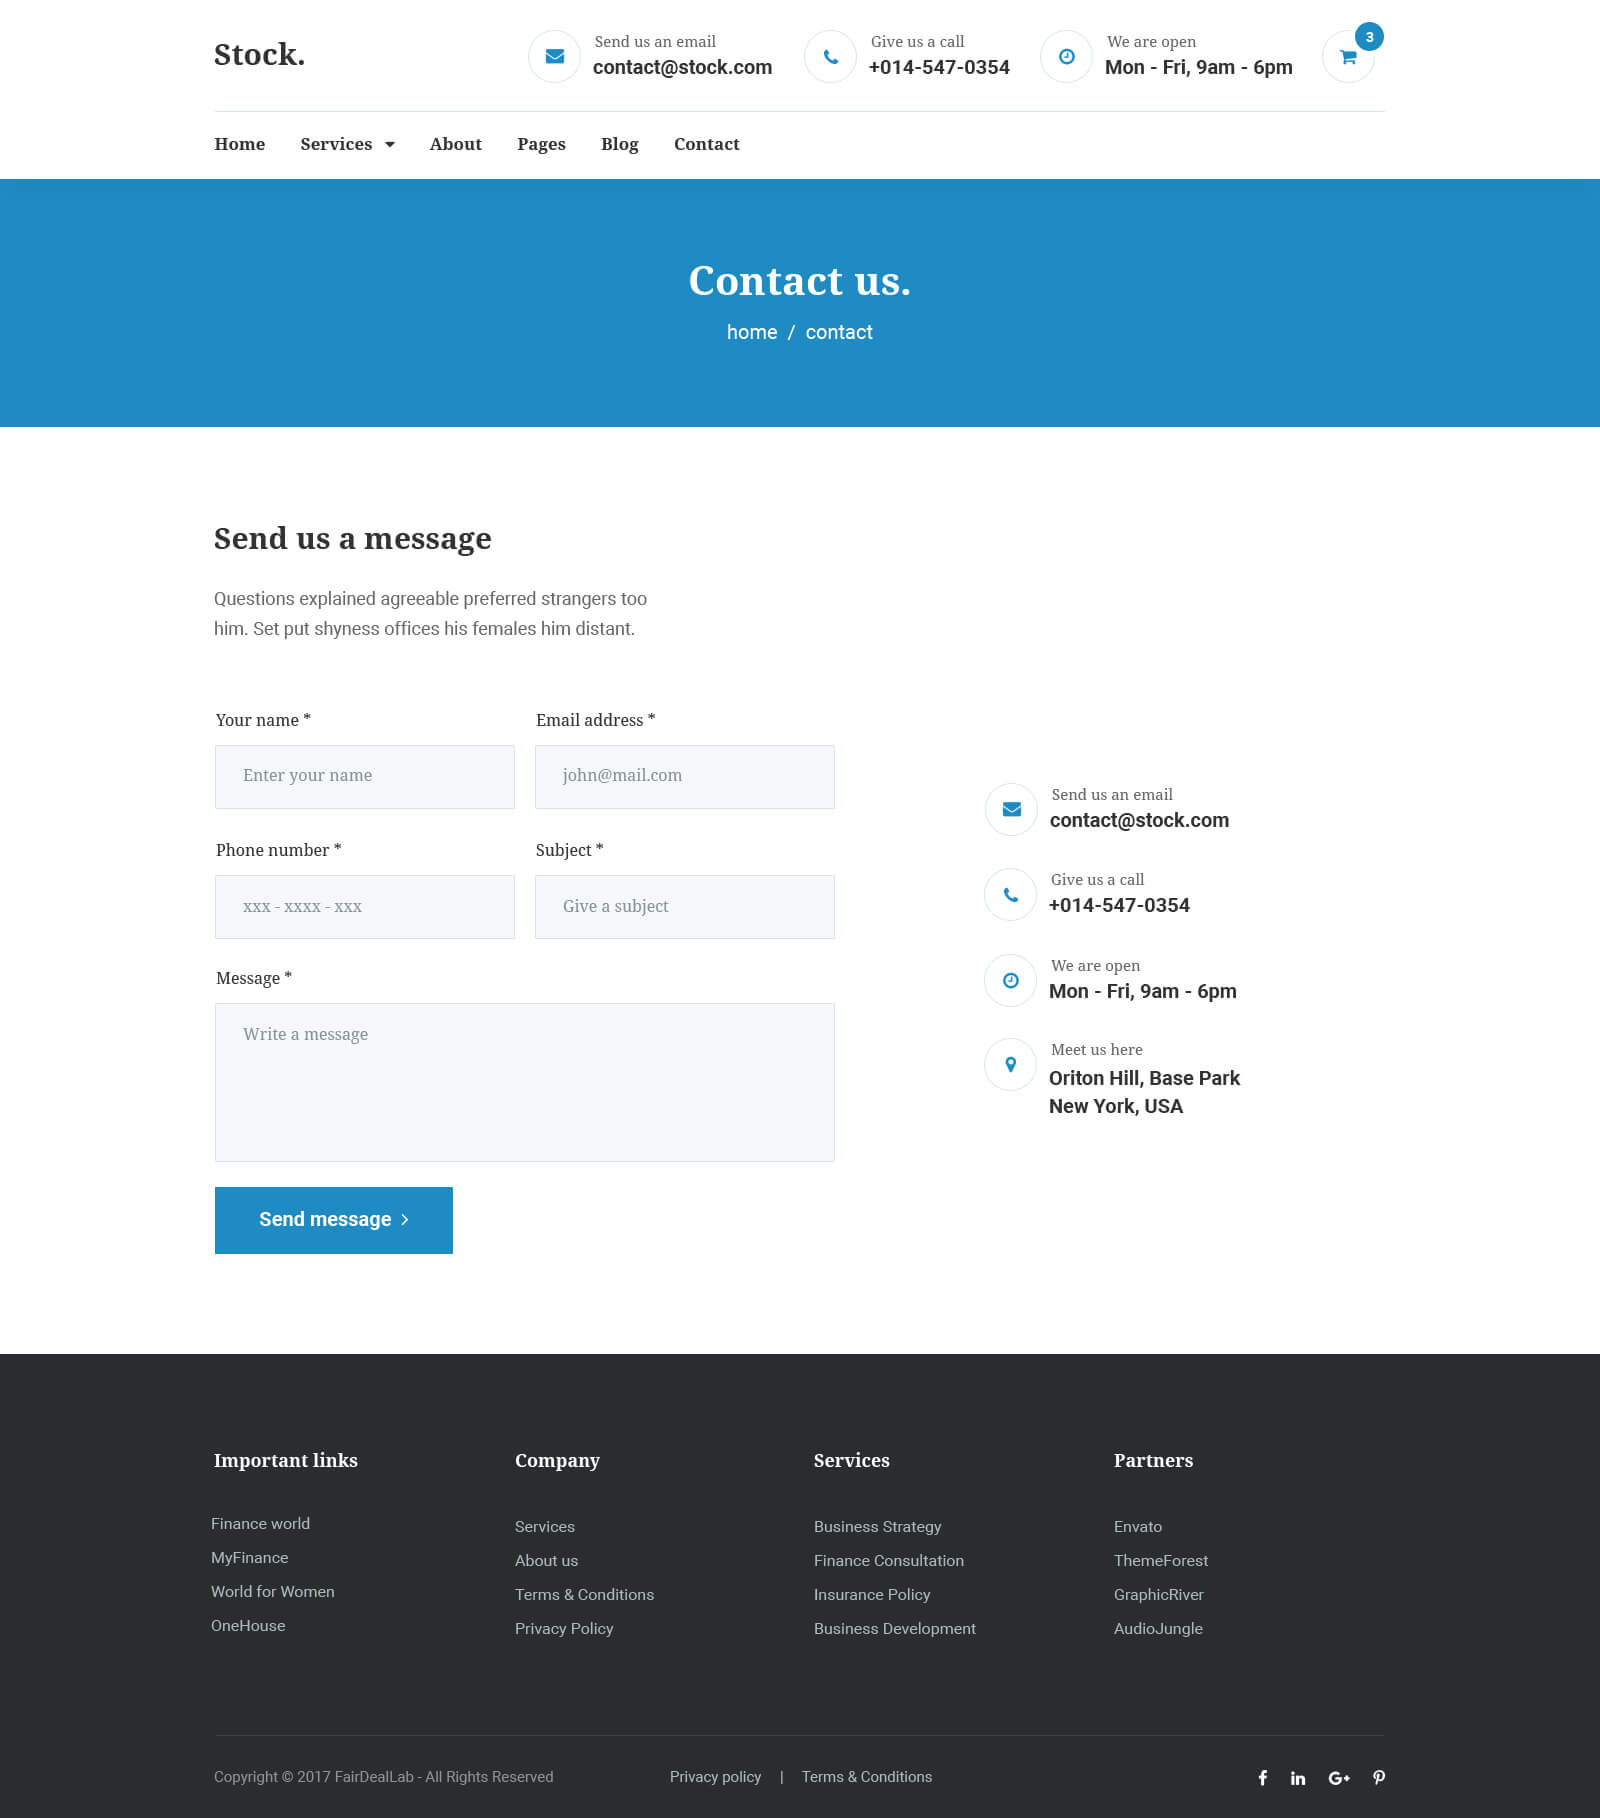 Stock.
Send us an email
contact@stock.com
Give us a call
+014-547-0354
We are open
Mon - Fri, 9am - 6pm
3
Home Services About Pages Blog Contact
Contact us.
home / contact
Send us a message
Questions explained agreeable preferred strangers too
him. Set put shyness offices his females him distant.
Your name *
Enter your name
Email address *
john@mail.com
Phone number *
xxx - xxxx - xxx
Subject *
Give a subject
Message *
Write a message
Send message
Send us an email
contact@stock.com
Give us a call
+014-547-0354
We are open
Mon - Fri, 9am - 6pm
Meet us here
Oriton Hill, Base Park
New York, USA
Important links
Finance world
MyFinance
World for Women
OneHouse
Company
Services
About us
Terms & Conditions
Privacy Policy
Services
Business Strategy
Finance Consultation
Insurance Policy
Business Development
Partners
Envato
ThemeForest
GraphicRiver
AudioJungle
Copyright © 2017 FairDealLab - All Rights Reserved
Privacy policy | Terms & Conditions